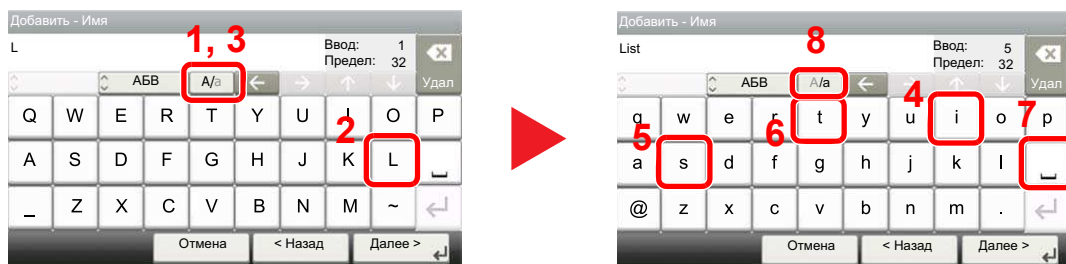 Добавить - Имя
L
1, 3
Ввод: 1
Предел: 32
АБВ
A/a
Удал
Q W E R T Y U I O P
2
A S D F G H J K L
_ Z X C V B N M ~
Отмена < Назад Далее >
Добавить - Имя
List
8
Ввод: 5
Предел: 32
АБВ
A/a
Удал
4
q w e r t y u i o p
5 6 7
a s d f g h j k l
@ z x c v b n m .
Отмена < Назад Далее >